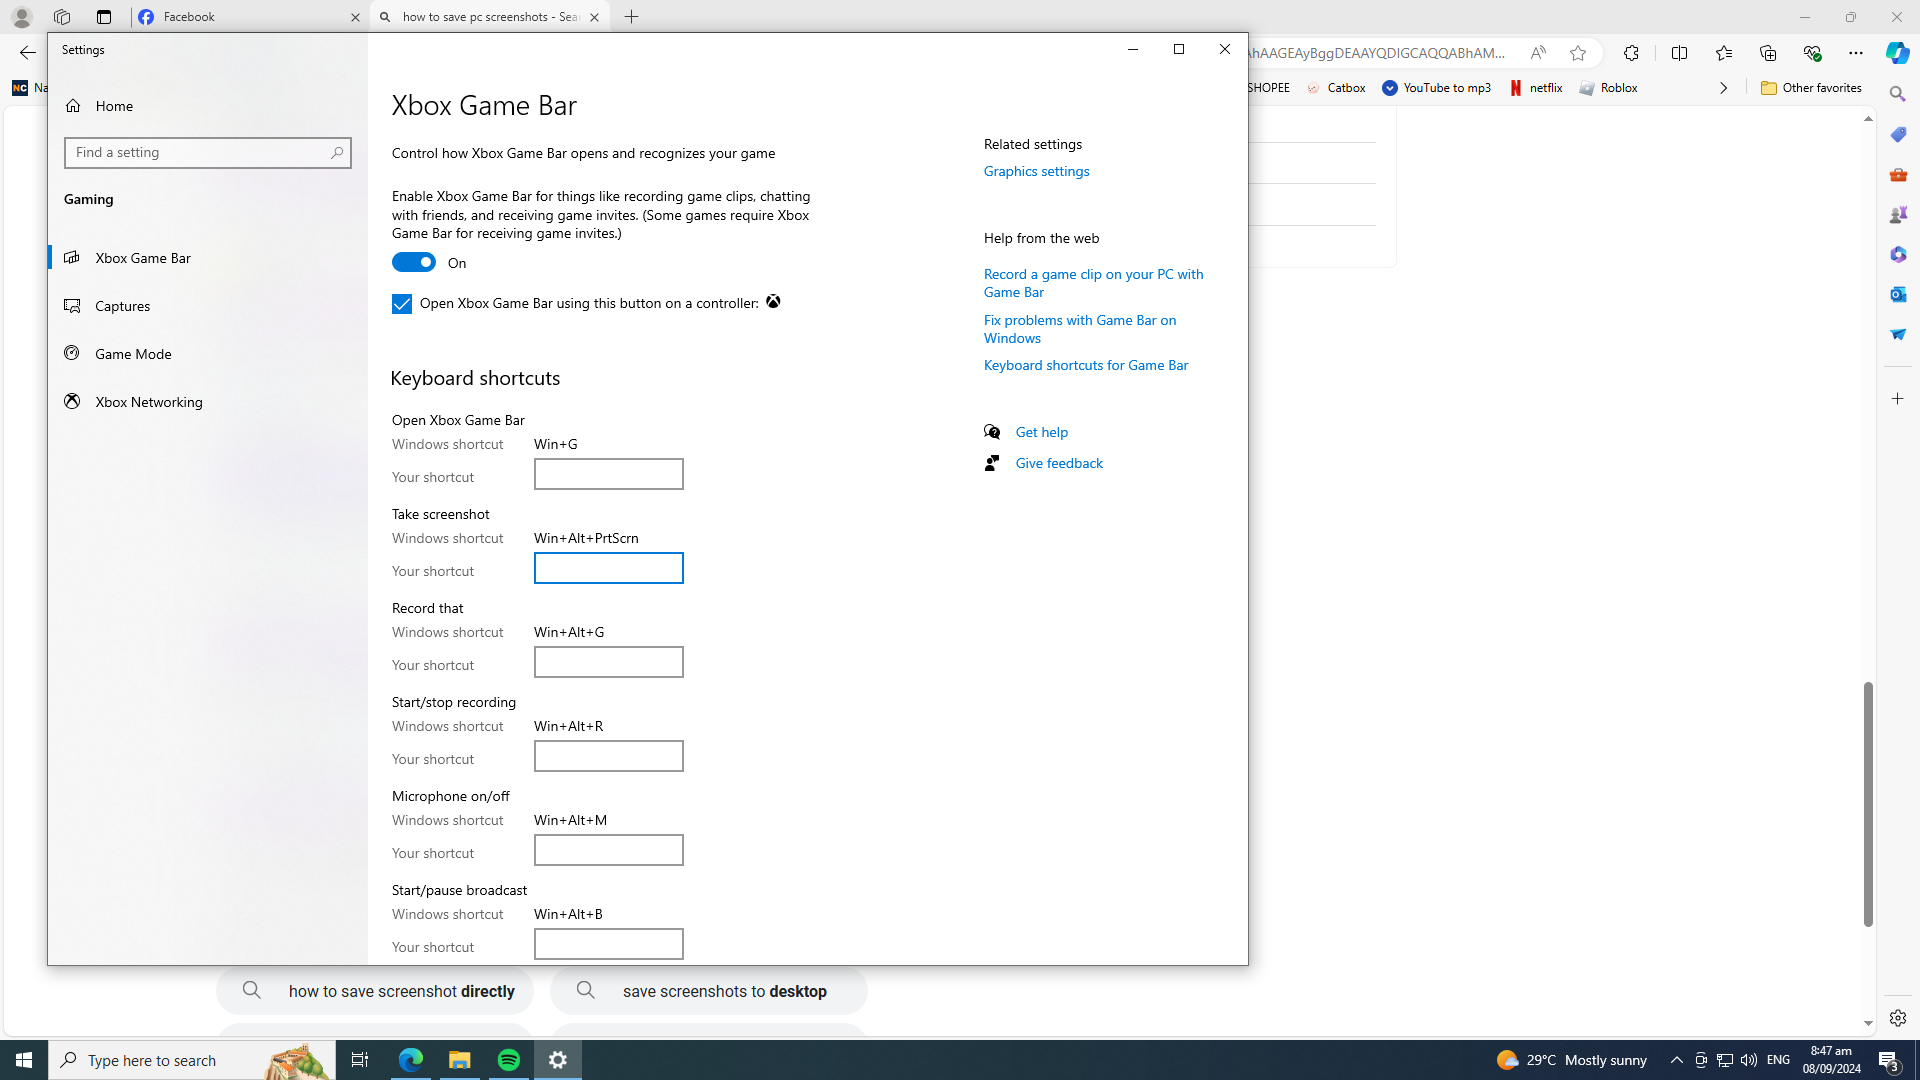 Facebook
how to save pc screenshots - Sea
Settings
AhAAGEAyBggDEAAYQDIGCAQQABhAM...
Na
SHOPEE
Catbox
YouTube to mp3
netflix
Roblox
Other favorites
Home
Find a setting
Gaming
Xbox Game Bar
Captures
Game Mode
Xbox Networking
Xbox Game Bar
Control how Xbox Game Bar opens and recognizes your game
Enable Xbox Game Bar for things like recording game clips, chatting
with friends, and receiving game invites. (Some games require Xbox
Game Bar for receiving game invites.)
On
Open Xbox Game Bar using this button on a controller:
Keyboard shortcuts
Open Xbox Game Bar
Windows shortcut Win+G
Your shortcut
Take screenshot
Windows shortcut Win+Alt+PrtScrn
Your shortcut
Record that
Windows shortcut Win+Alt+G
Your shortcut
Start/stop recording
Windows shortcut Win+Alt+R
Your shortcut
Microphone on/off
Windows shortcut Win+Alt+M
Your shortcut
Start/pause broadcast
Windows shortcut Win+Alt+B
Your shortcut
Related settings
Graphics settings
Help from the web
Record a game clip on your PC with
Game Bar
Fix problems with Game Bar on
Windows
Keyboard shortcuts for Game Bar
Get help
Give feedback
how to save screenshot directly
save screenshots to desktop
Type here to search
29°C Mostly sunny
ENG
8:47 am
08/09/2024
3